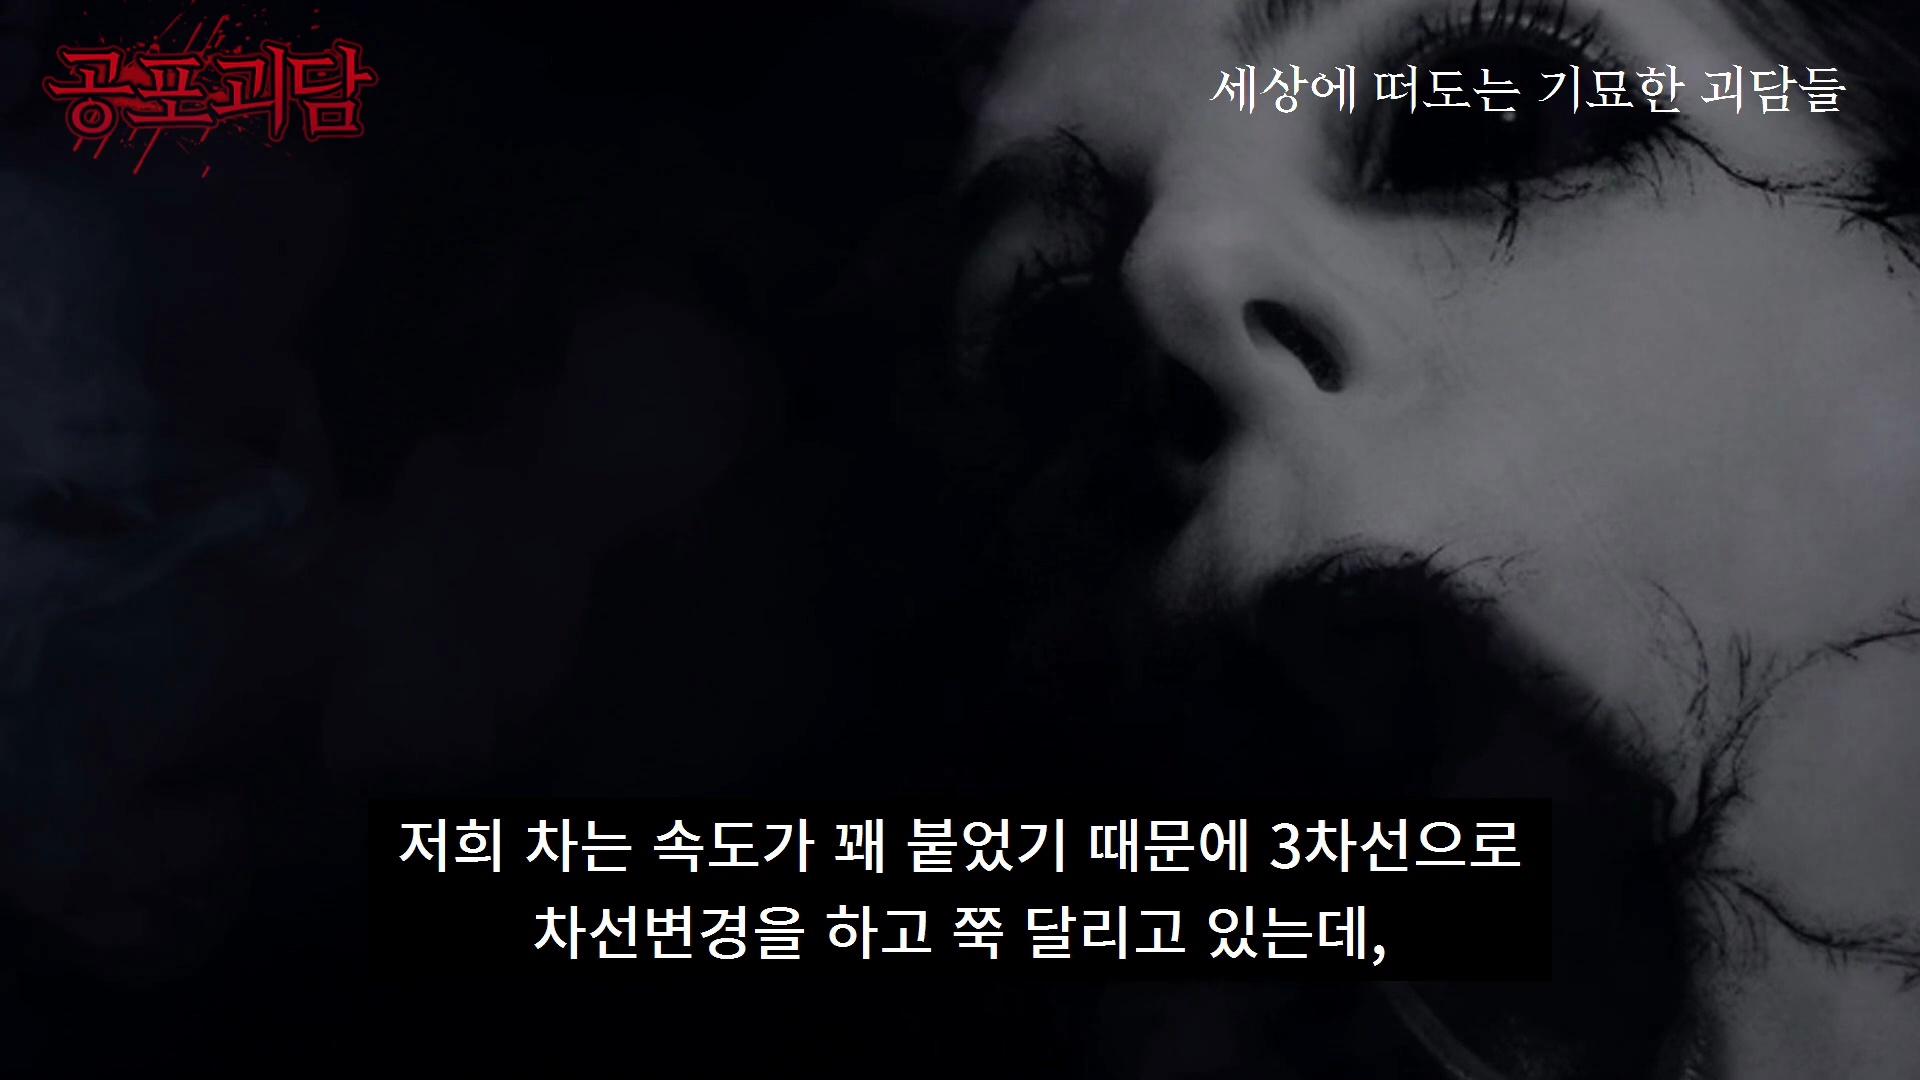 공포괴담
세상에 떠도는 기묘한 괴담들
저희 차는 속도가 꽤 붙었기 때문에 3차선으로
차선변경을 하고 쭉 달리고 있는데,